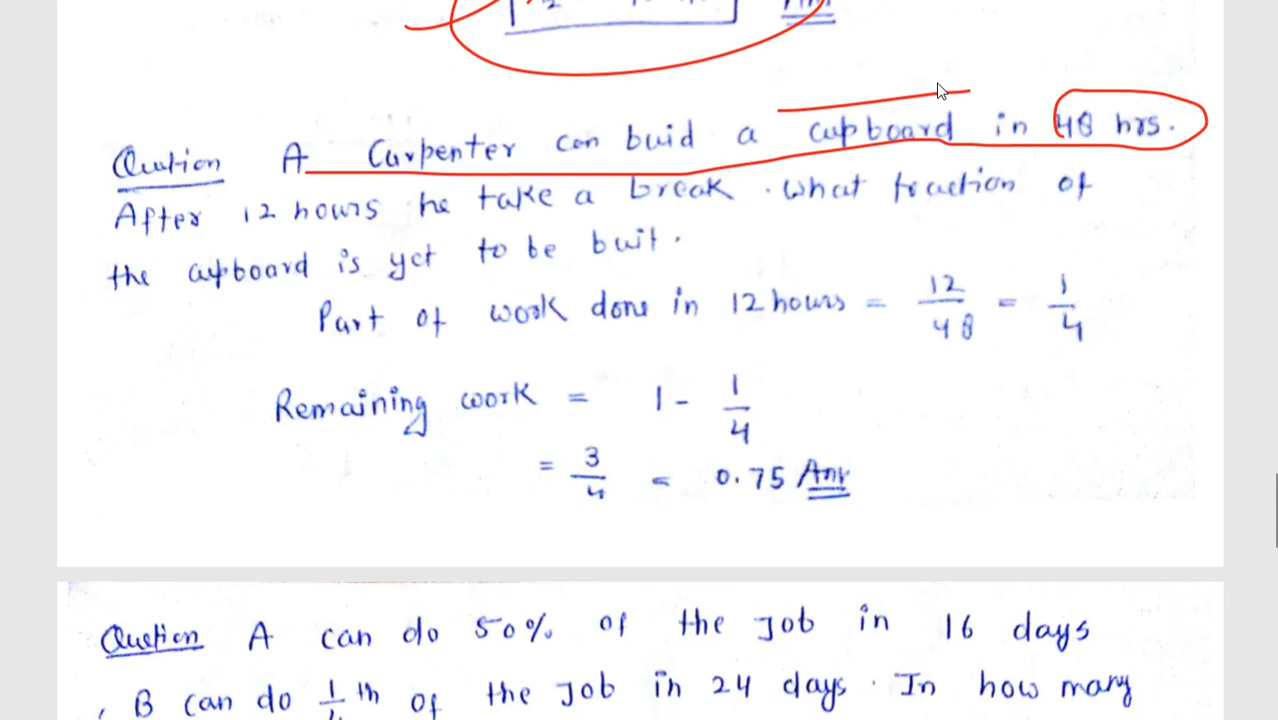 Qution A Carpenter can buid a cupboard in 48 hrs.
After 12 hours he take a break. what fraction of
the cupboard is yet to be buit.
Part of work done in 12 hours = 12/48 = 1/4
Remaining work = 1 - 1/4
= 3/4 = 0.75 Ans
Qustion A can do 50% of the Job in 16 days
, B can do th of the Job in 24 days. In how many